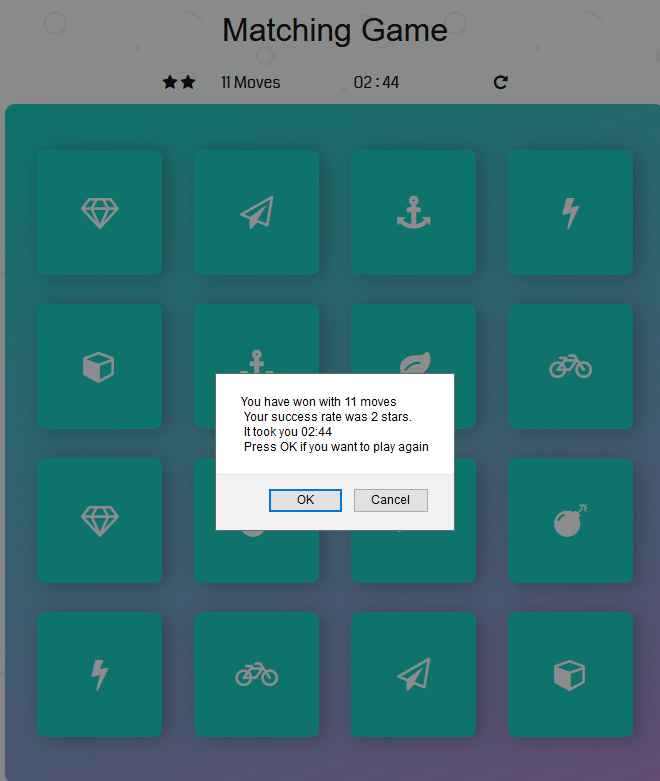 Matching Game
11 Moves 02 : 44
You have won with 11 moves
Your success rate was 2 stars.
It took you 02:44
Press OK if you want to play again
OK Cancel